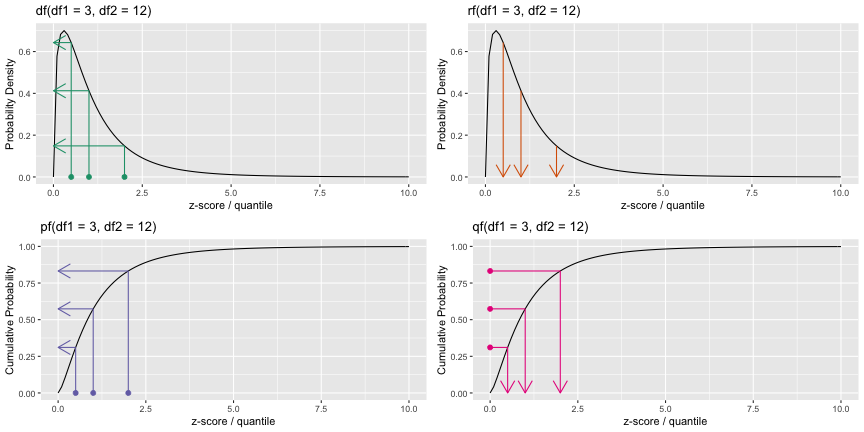 df(df1 = 3, df2 = 12)
Probability Density
0.6
0.4
0.2
0.0
0.0 2.5 5.0 7.5 10.0
z-score / quantile
rf(df1 = 3, df2 = 12)
Probability Density
0.6
0.4
0.2
0.0
0.0 2.5 5.0 7.5 10.0
z-score / quantile
pf(df1 = 3, df2 = 12)
Cumulative Probability
1.00
0.75
0.50
0.25
0.00
0.0 2.5 5.0 7.5 10.0
z-score / quantile
qf(df1 = 3, df2 = 12)
Cumulative Probability
1.00
0.75
0.50
0.25
0.00
0.0 2.5 5.0 7.5 10.0
z-score / quantile